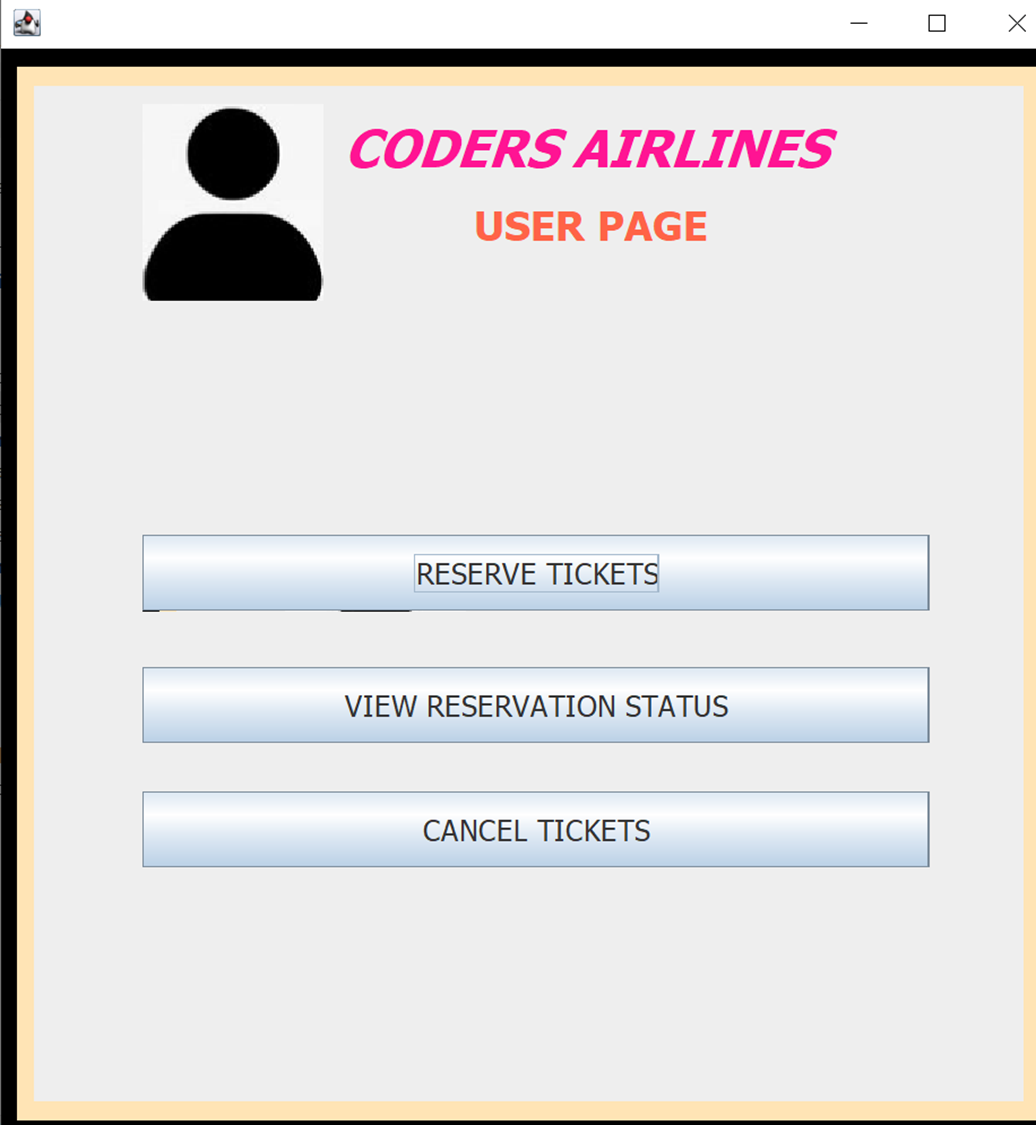 CODERS AIRLINES
USER PAGE
RESERVE TICKETS
VIEW RESERVATION STATUS
CANCEL TICKETS